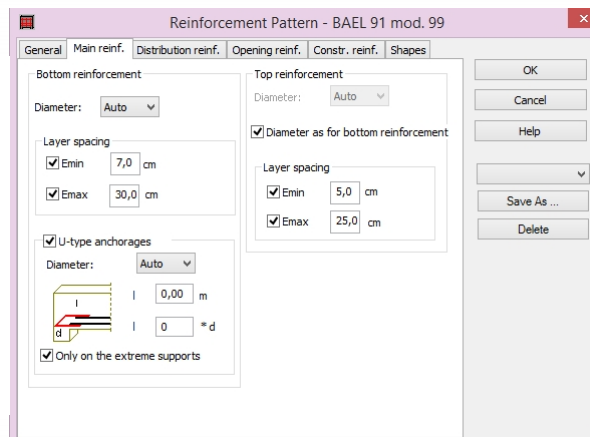 Reinforcement Pattern - BAEL 91 mod. 99
General Main reinf. Distribution reinf. Opening reinf. Constr. reinf. Shapes
Bottom reinforcement
Diameter: Auto
Layer spacing
Emin 7,0 cm
Emax 30,0 cm
U-type anchorages
Diameter: Auto
l
d
l 0,00 m
l 0 * d
Only on the extreme supports
Top reinforcement
Diameter: Auto
Diameter as for bottom reinforcement
Layer spacing
Emin 5,0 cm
Emax 25,0 cm
OK
Cancel
Help
Save As ...
Delete